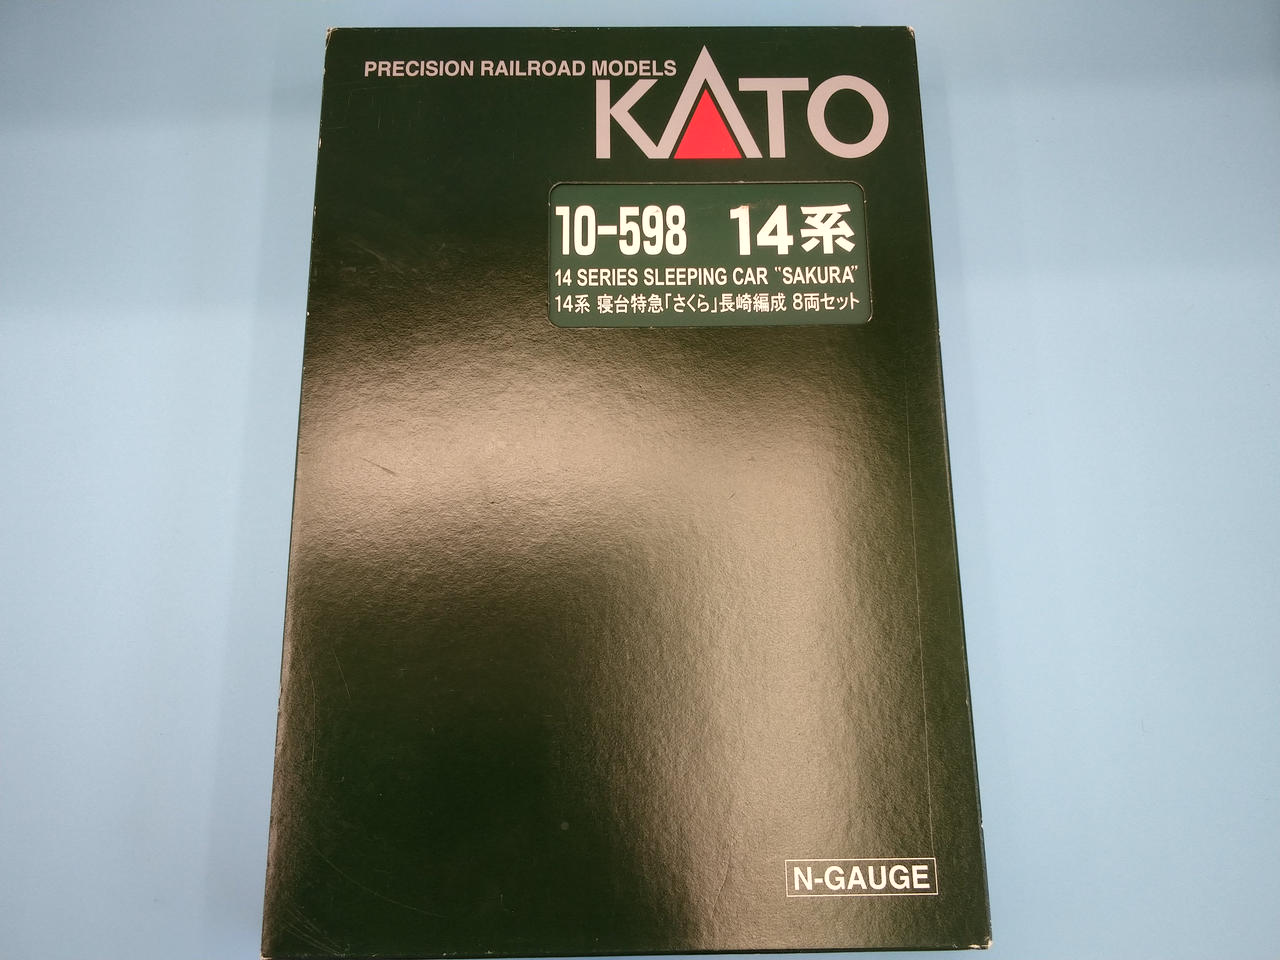 PRECISION RAILROAD MODELS
KATO
10-598 14系
14 SERIES SLEEPING CAR "SAKURA"
14系 寝台特急「さくら」長崎編成 8両セット
N-GAUGE